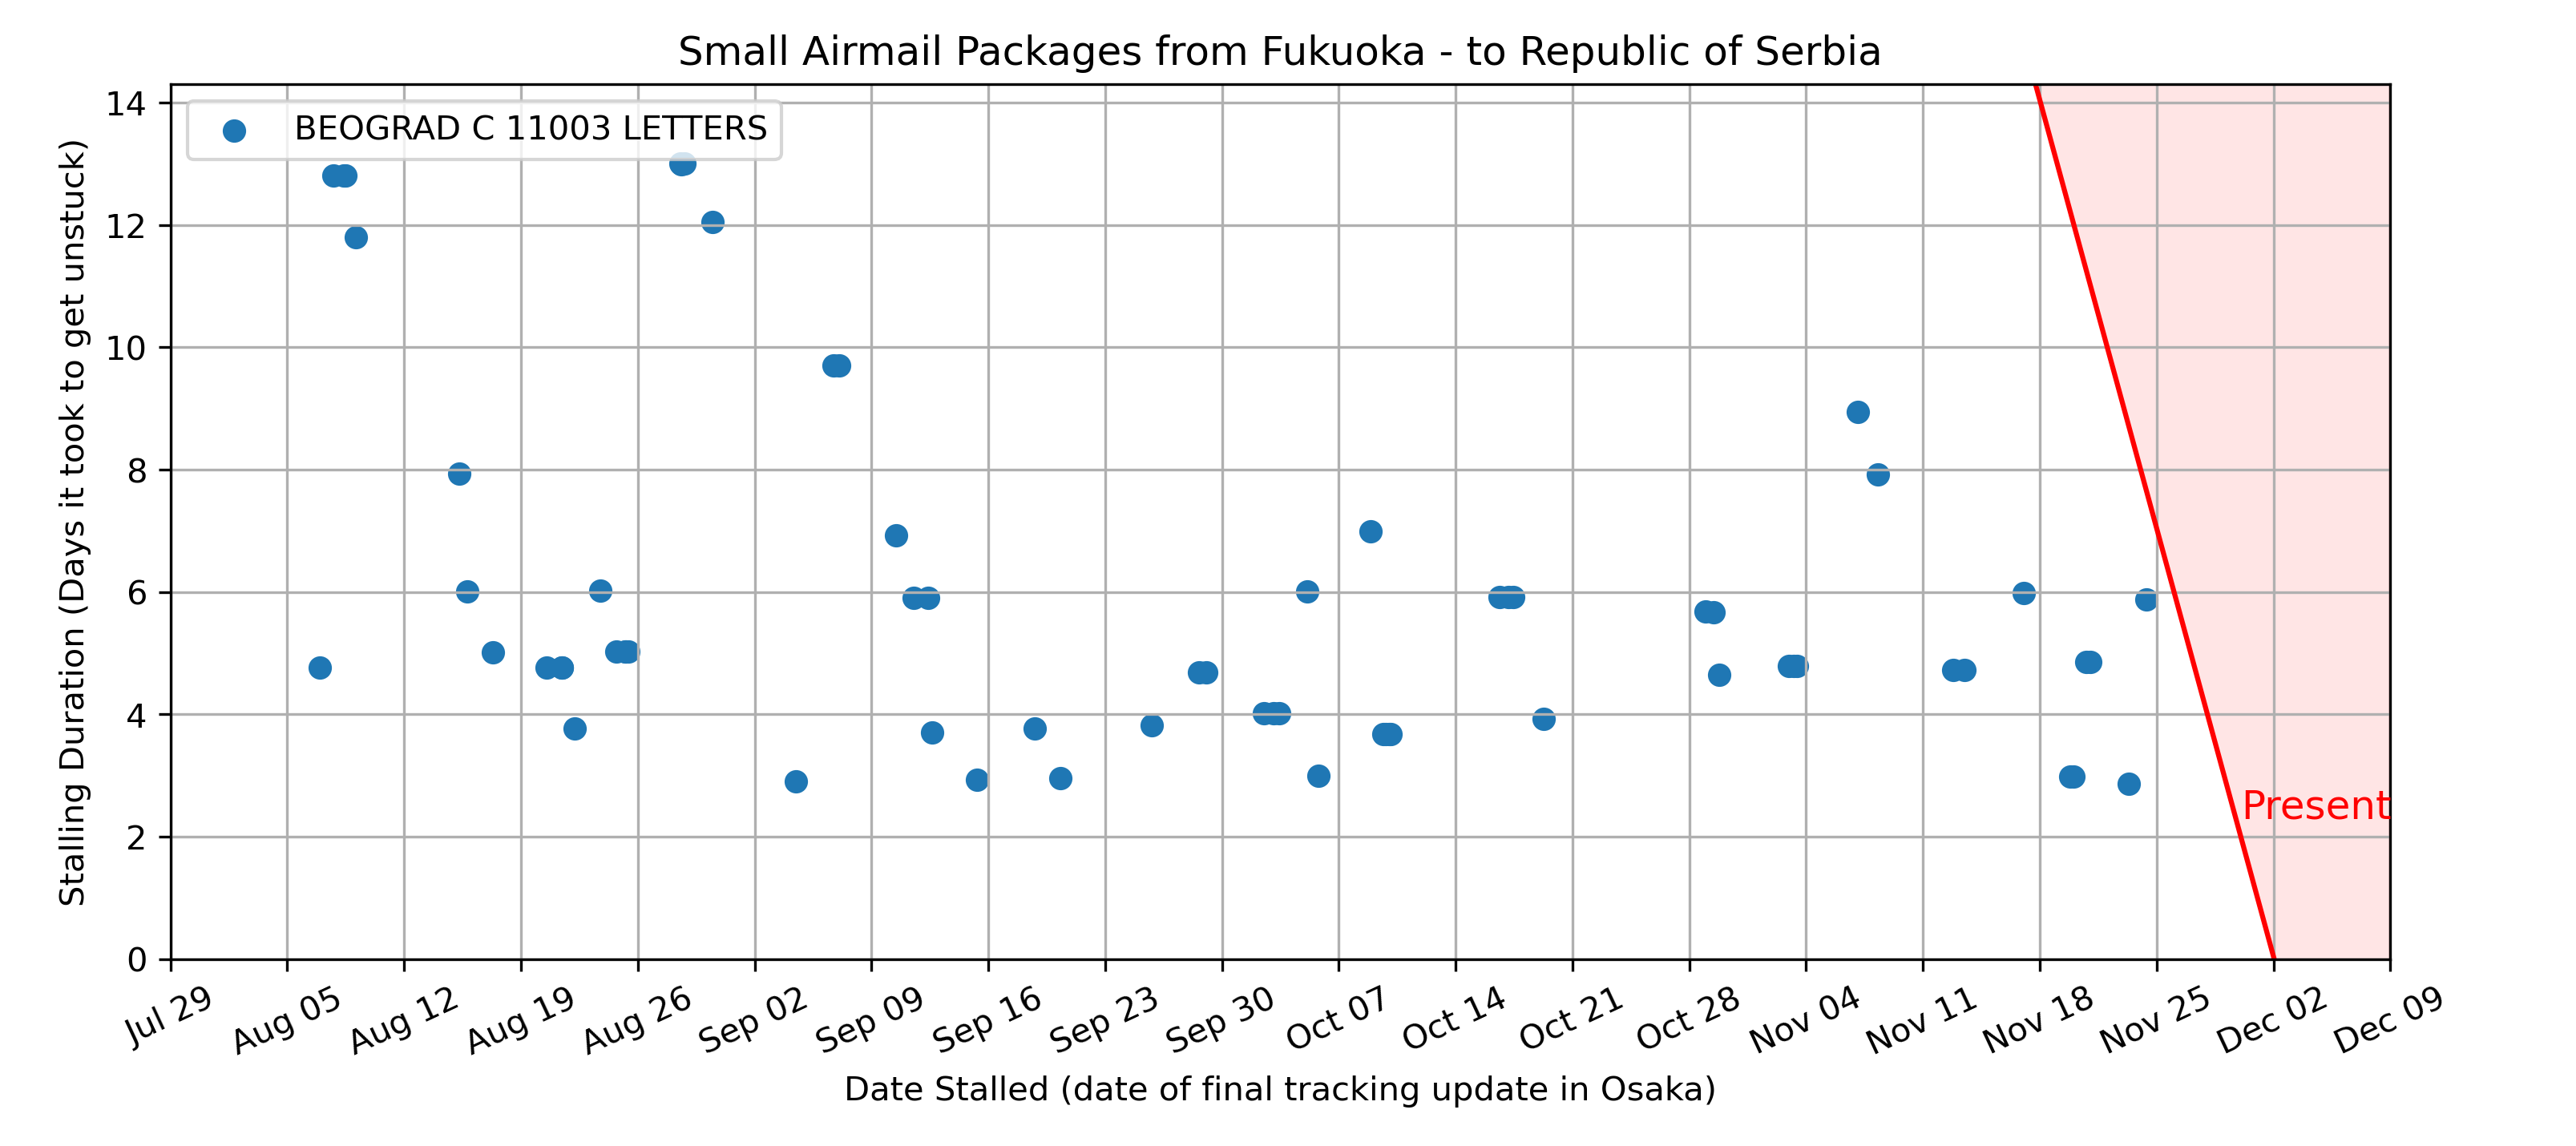 Small Airmail Packages from Fukuoka - to Republic of Serbia
BEOGRAD C 11003 LETTERS
Stalling Duration (Days it took to get unstuck)
14
12
10
8
6
4
2
0
Present
Jul 29
Aug 05
Aug 12
Aug 19
Aug 26
Sep 02
Sep 09
Sep 16
Sep 23
Sep 30
Oct 07
Oct 14
Oct 21
Oct 28
Nov 04
Nov 11
Nov 18
Nov 25
Dec 02
Dec 09
Date Stalled (date of final tracking update in Osaka)